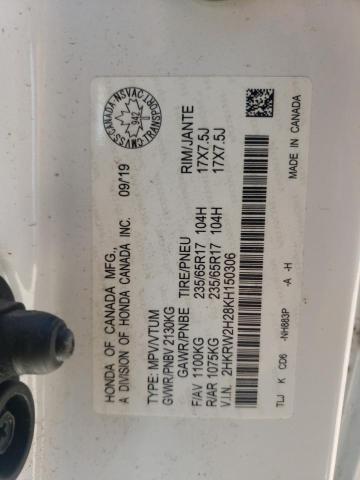 HONDA OF CANADA MFG.,
A DIVISION OF HONDA CANADA INC. 09/19
CMVSS-CANADA-NSVAC-TRANSPORT
942
TYPE: MPV/VTUM
GVWR/PNBV 2130KG
GAWR/PNBE TIRE/PNEU RIM/JANTE
F/AV 1100KG 235/65R17 104H 17X7.5J
R/AR 1075KG 235/65R17 104H 17X7.5J
V.I.N. 2HKRW2H28KH150306
TLJ K CD6 -NH883P -A -H MADE IN CANADA